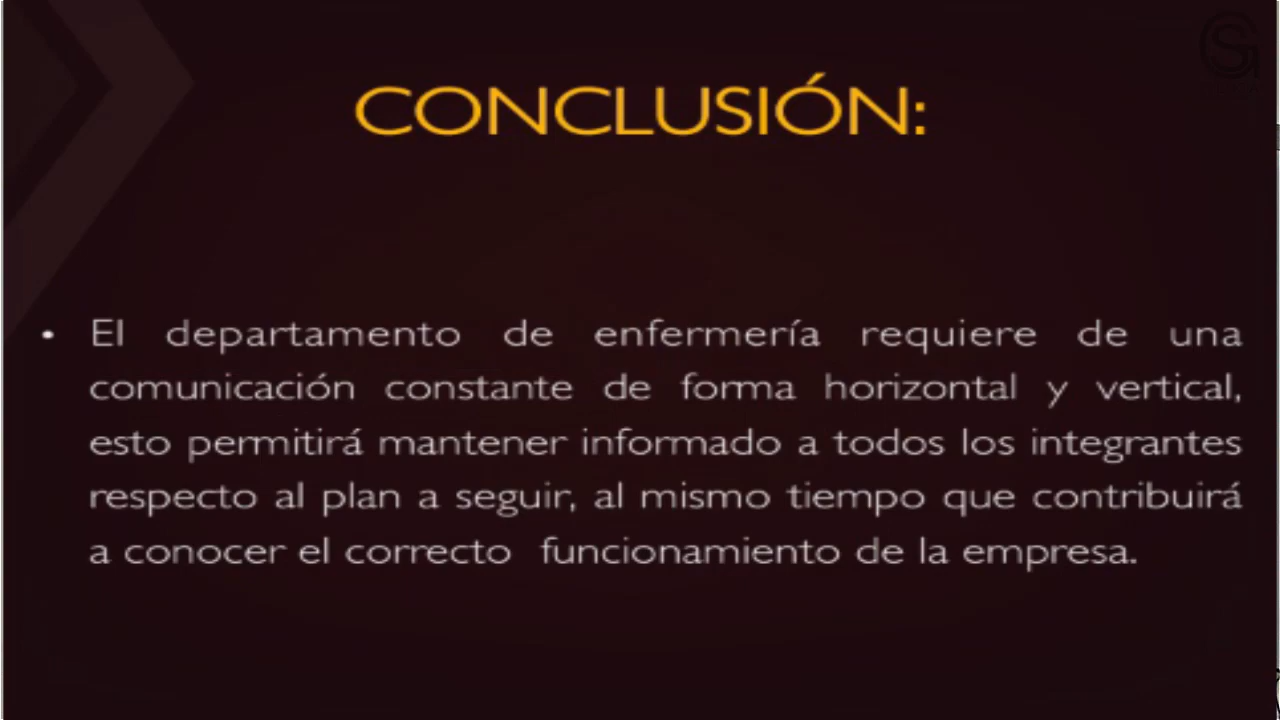 CONCLUSIÓN:
• El departamento de enfermería requiere de una
comunicación constante de forma horizontal y vertical,
esto permitirá mantener informado a todos los integrantes
respecto al plan a seguir, al mismo tiempo que contribuirá
a conocer el correcto funcionamiento de la empresa.